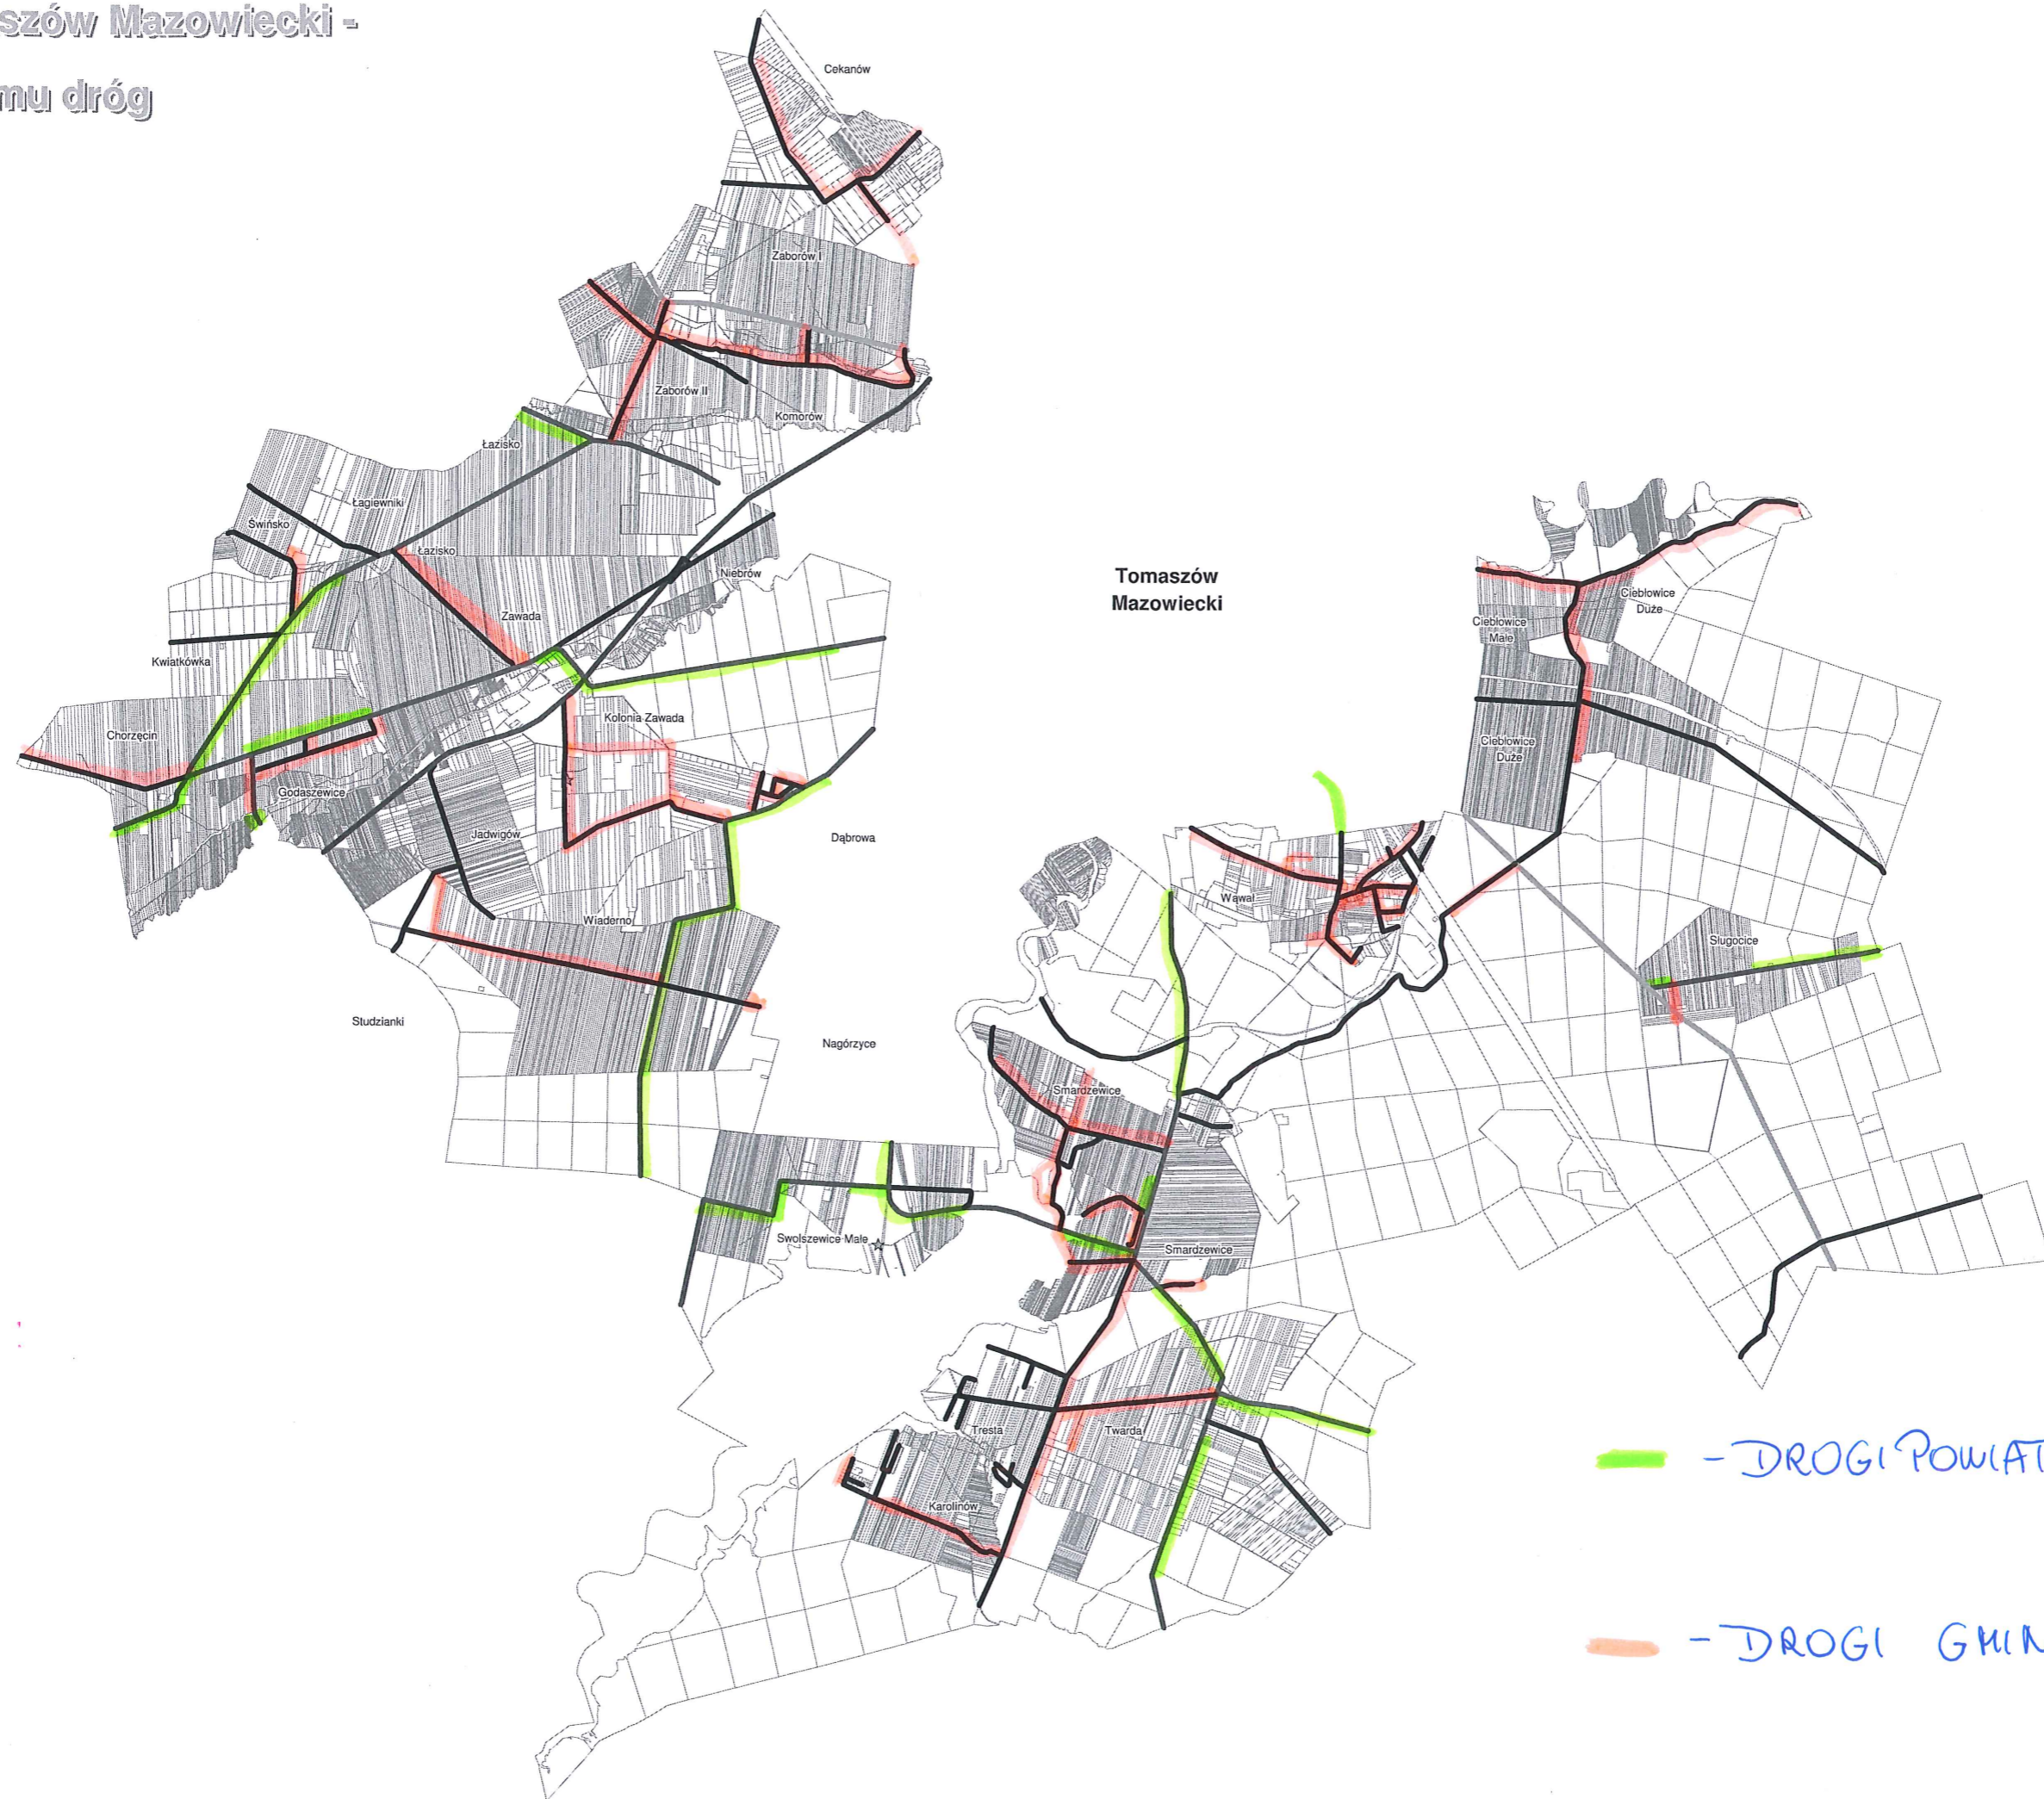 szów Mazowiecki -
mu dróg
Cekanów
Zaborów I
Zaborów II
Komorów
Łazisko
Łagiewniki
Świńsko
Łazisko
Niebrów
Zawada
Tomaszów
Mazowiecki
Ciebłowice
Duże
Ciebłowice
Małe
Kwiatkówka
Kolonia Zawada
Chorzęcin
Ciebłowice
Duże
Godaszewice
Jadwigów
Dąbrowa
Wąwał
Wiaderno
Sługocice
Studzianki
Nagórzyce
Smardzewice
Swolszewice Małe
Smardzewice
Tresta
Twarda
Karolinów
- DROGI POWIAT
- DROGI GMIN